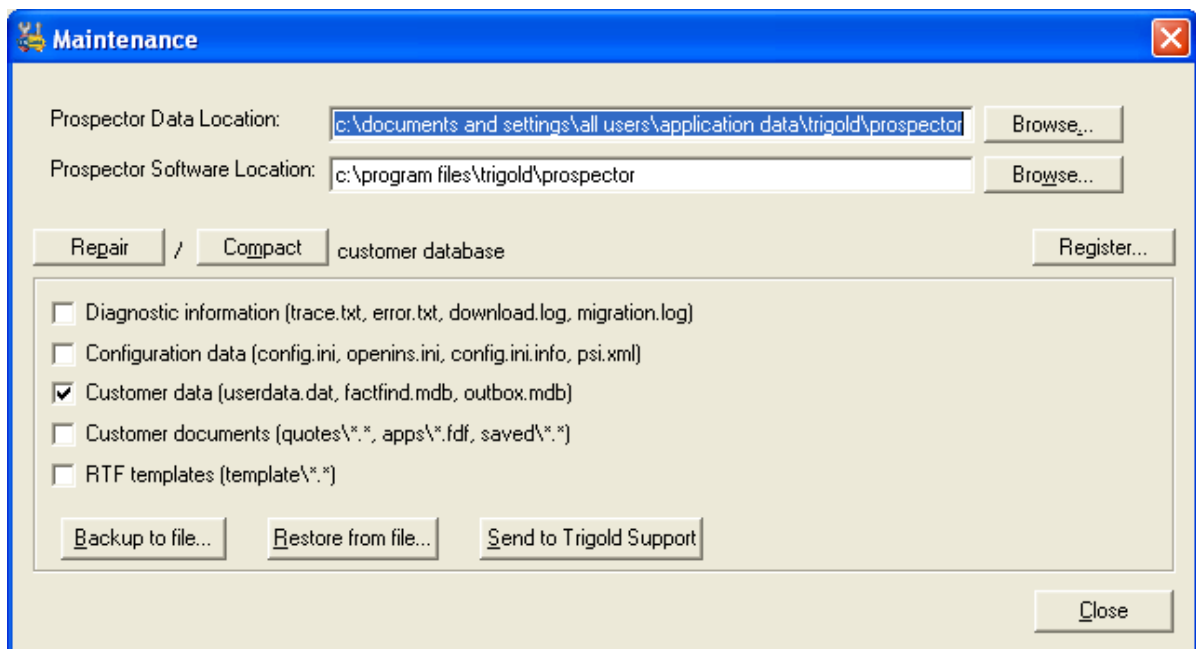 Maintenance
Prospector Data Location: c:\documents and settings\all users\application data\trigold\prospector Browse...
Prospector Software Location: c:\program files\trigold\prospector Browse...
Repair / Compact customer database Register...
Diagnostic information (trace.txt, error.txt, download.log, migration.log)
Configuration data (config.ini, openins.ini, config.ini.info, psi.xml)
Customer data (userdata.dat, factfind.mdb, outbox.mdb)
Customer documents (quotes\*.*, apps\*.fdf, saved\*.*)
RTF templates (template\*.*)
Backup to file... Restore from file... Send to Trigold Support
Close